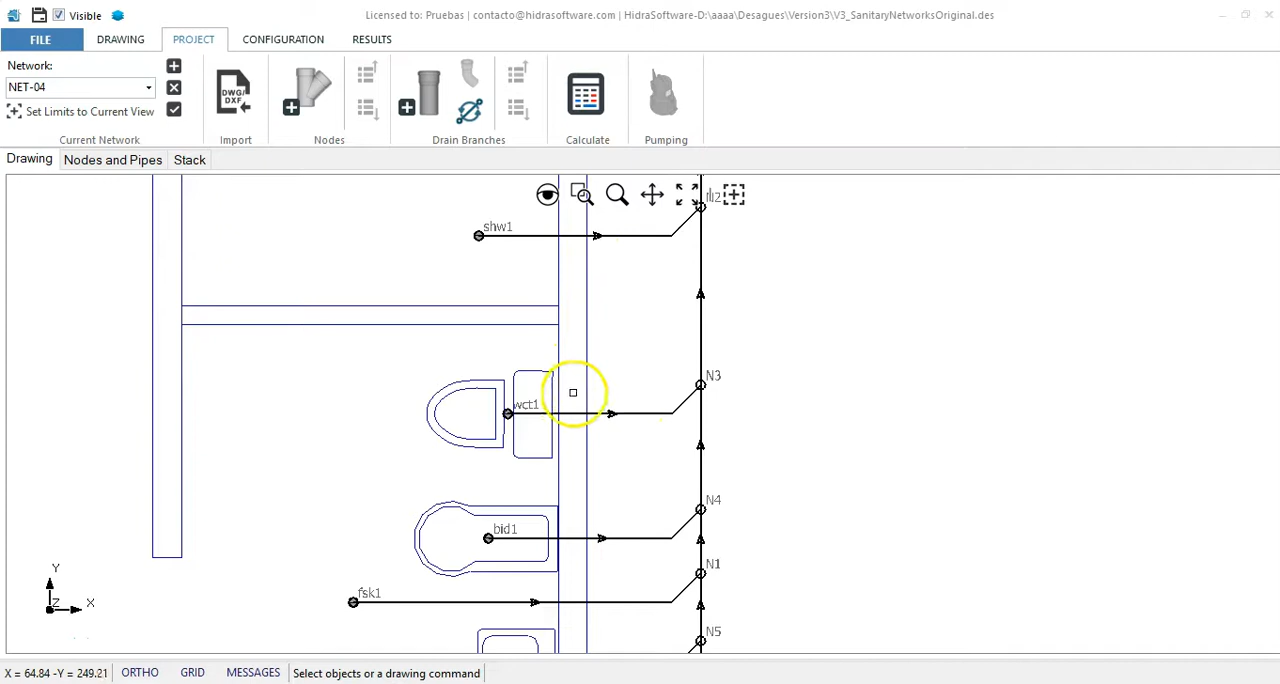 Visible
Licensed to: Pruebas | contacto@hidrasoftware.com | HidraSoftware-D:\aaaa\Desagues\Version3\V3_SanitaryNetworksOriginal.des
FILE DRAWING PROJECT CONFIGURATION RESULTS
Network:
NET-04
Set Limits to Current View
DWG/
DXF
Current Network Import Nodes Drain Branches Calculate Pumping
Drawing Nodes and Pipes Stack
shw1
wct1
N3
bid1
N4
fsk1
N1
N5
Y
Z
X
X = 64.84 -Y = 249.21 ORTHO GRID MESSAGES Select objects or a drawing command